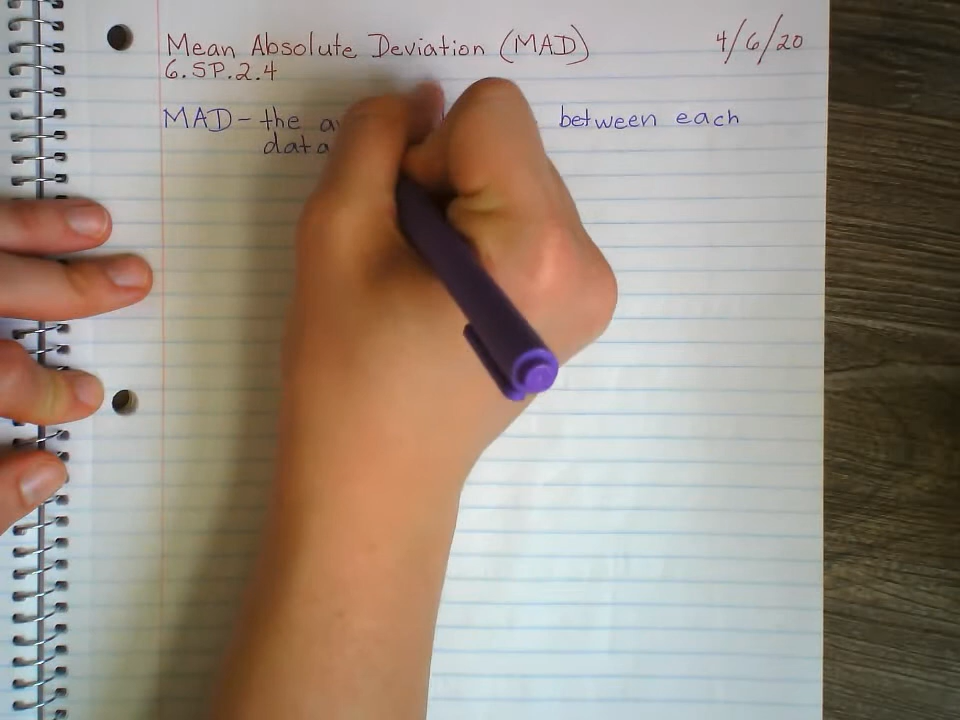 Mean Absolute Deviation (MAD) 4/6/20
6.SP.2.4
MAD - the between each
data